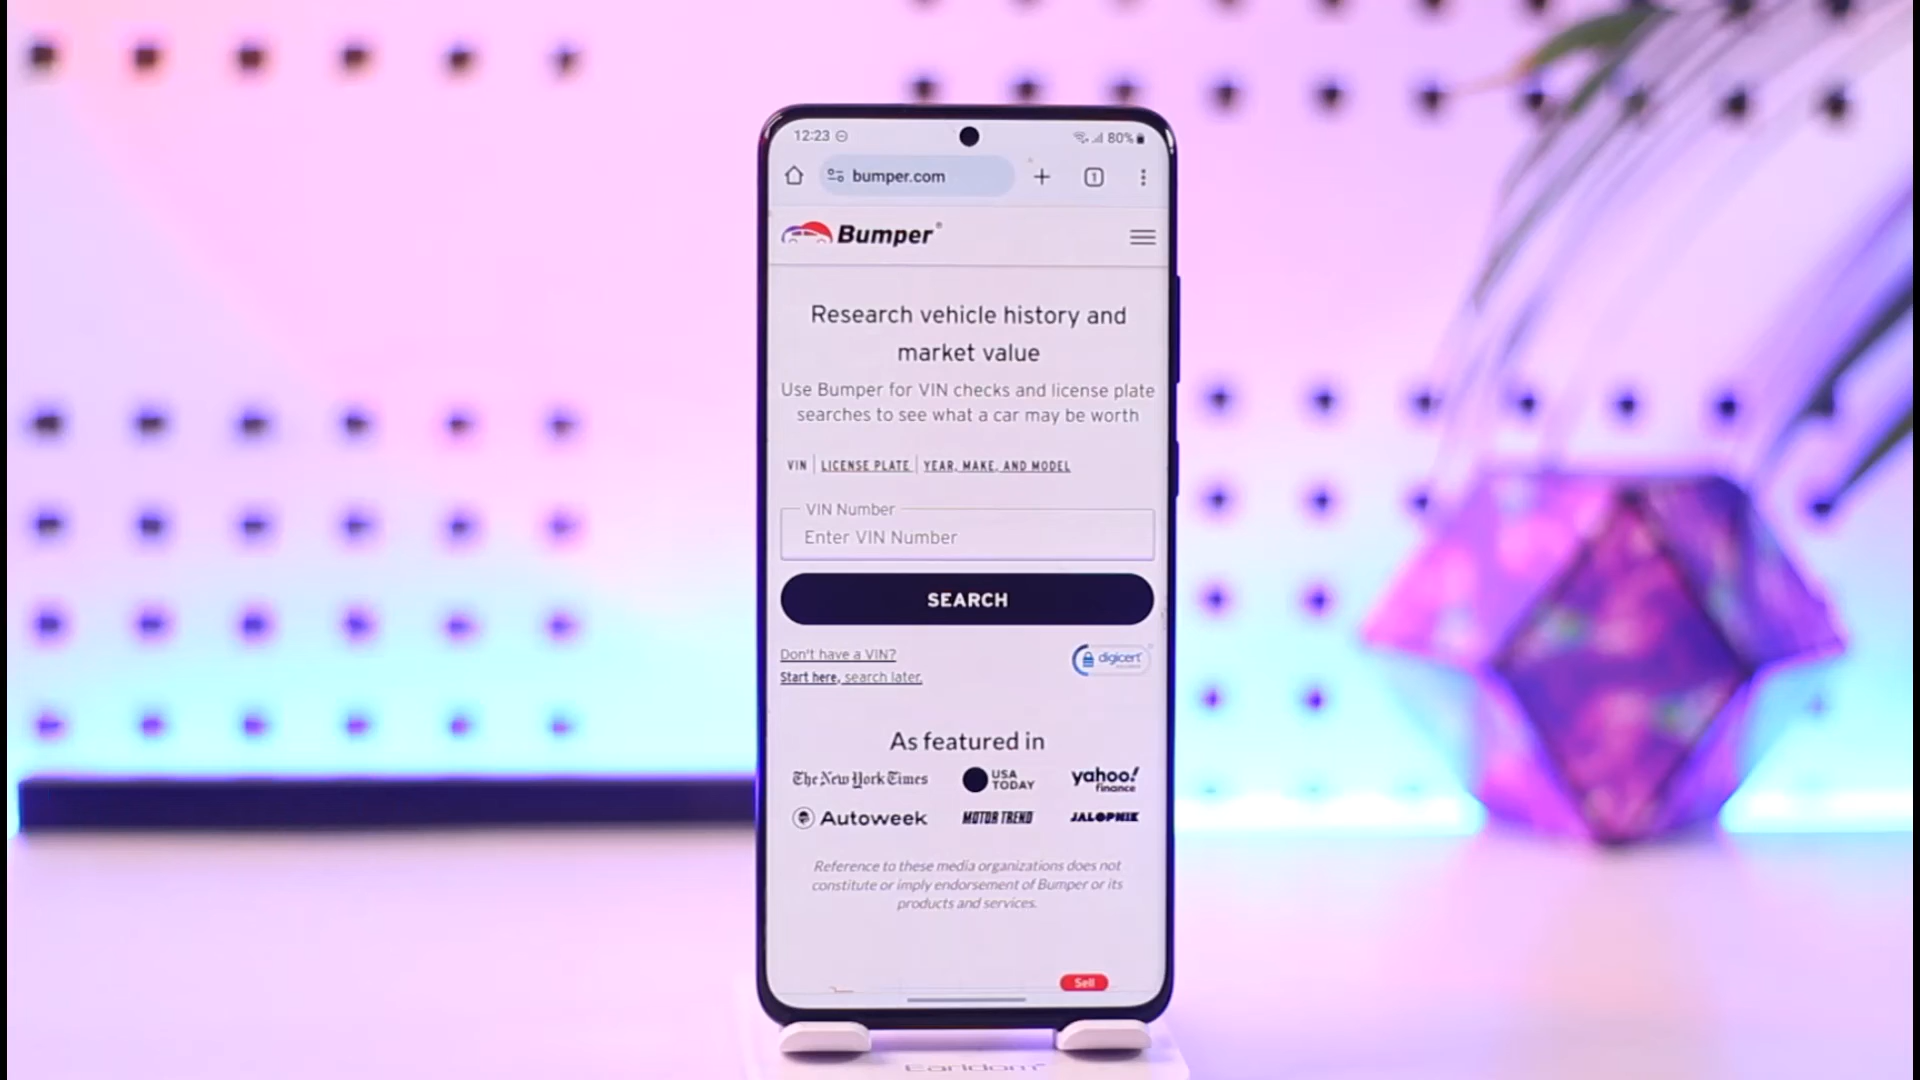 12:23
80%
bumper.com
1
Bumper®
Research vehicle history and
market value
Use Bumper for VIN checks and license plate
searches to see what a car may be worth
VIN | LICENSE PLATE | YEAR, MAKE, AND MODEL
VIN Number
Enter VIN Number
SEARCH
Don't have a VIN?
Start here, search later.
digicert
As featured in
The New York Times
USA
TODAY
yahoo!
finance
Autoweek
MOTOR TREND
JALOPNIK
Reference to these media organizations does not
constitute or imply endorsement of Bumper or its
products and services.
Sell
Earldom